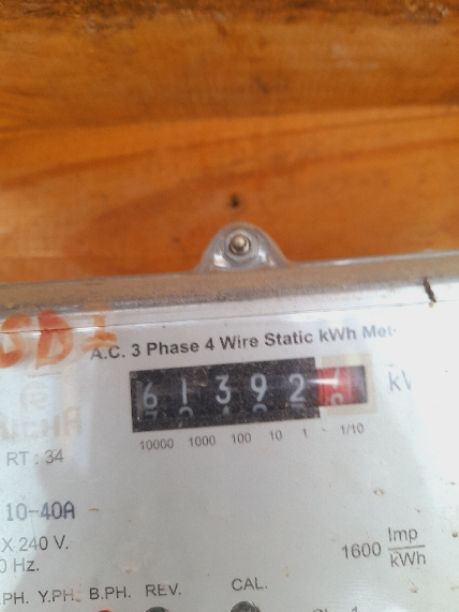 A.C. 3 Phase 4 Wire Static kWh
6 1 3 9 2
10000 1000 100 10 1 - 1/10
RT : 34
10-40A
X 240 V.
1600 Imp/kWh
Hz.
PH. Y.PH. B.PH. REV. CAL.